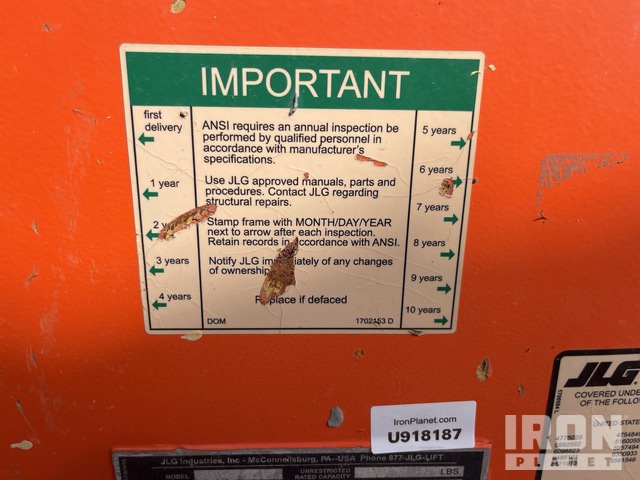 IMPORTANT
first
delivery
1 year
3 years
4 years
ANSI requires an annual inspection be
performed by qualified personnel in
accordance with manufacturer's
specifications.
Use JLG approved manuals, parts and
procedures. Contact JLG regarding
structural repairs.
Stamp frame with MONTH/DAY/YEAR
next to arrow after each inspection.
Retain records in accordance with ANSI.
Notify JLG of any changes
of ownership
if defaced
DOM 1702153 D
5 years
6 years
7 years
8 years
9 years
10 years
JLG
COVERED UNDE
OF THE FOLLO
UNITED STATE
IronPlanet.com
U918187
JLG Industries, Inc - McConnellsburg, PA--USA Phone 877-JLG-LIFT
MODEL
UNRESTRICTED
RATED CAPACITY
LBS
IRON
PLANET